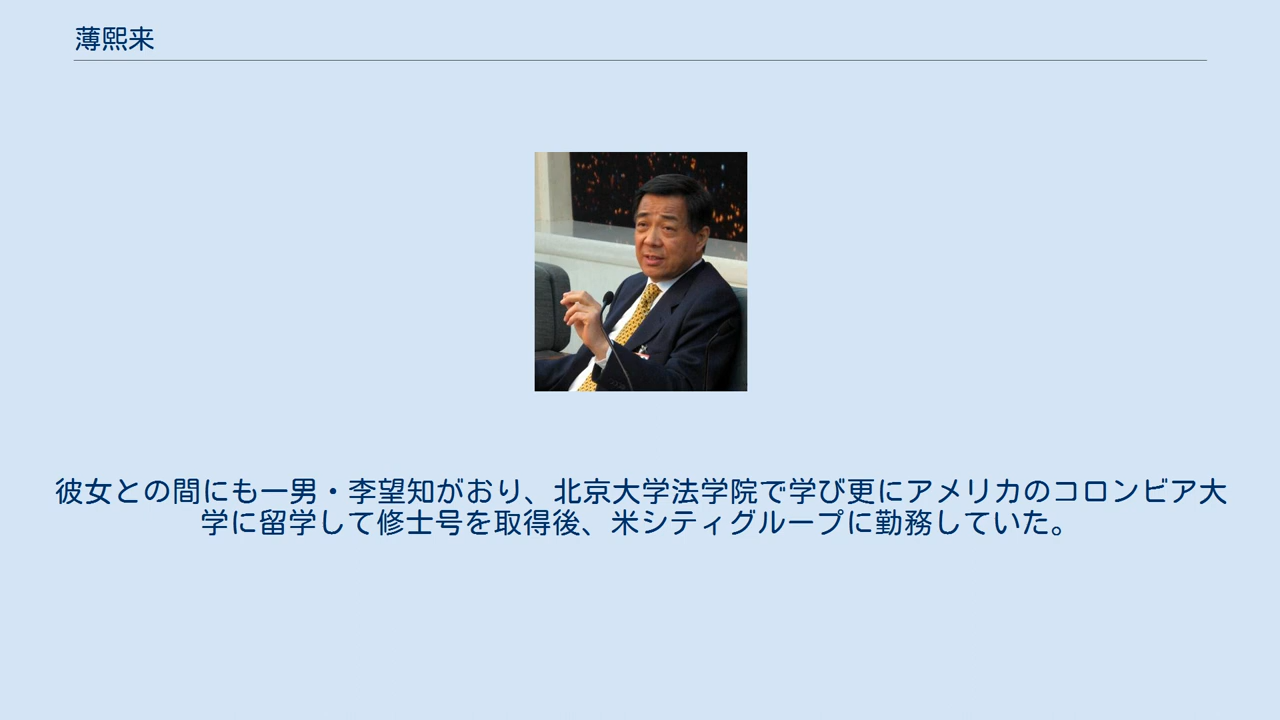 薄熙来
彼女との間にも一男・李望知がおり、北京大学法学院で学び更にアメリカのコロンビア大
学に留学して修士号を取得後、米シティグループに勤務していた。